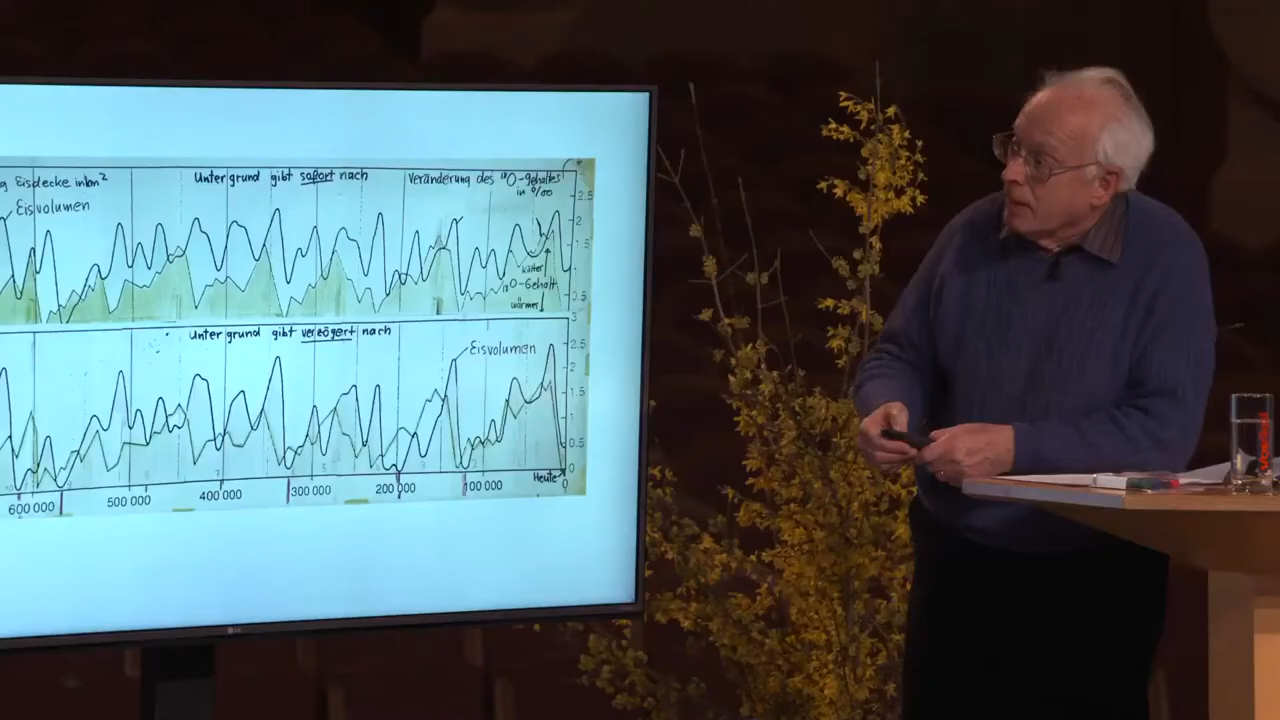 g Eisdecke in km²
Untergrund gibt sofort nach
Veränderung des ¹⁸O-Gehaltes
in ‰
Eisvolumen
2.5
2
1.5
kälter
¹⁸O-Gehalt
wärmer
0.5
3
Untergrund gibt verzögert nach
Eisvolumen
2.5
2
1.5
1
0.5
0
Heute
600 000
500 000
400 000
300 000
200 000
100 000
0
LG